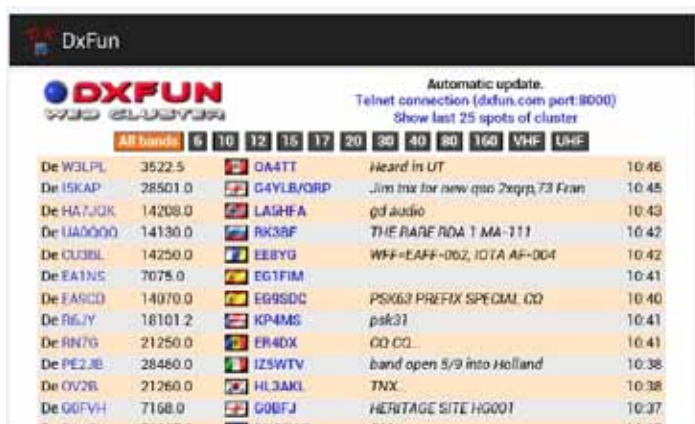 DxFun
DXFUN
WEB CLUSTER
Automatic update.
Telnet connection (dxfun.com port:8000)
Show last 25 spots of cluster
All bands 6 10 12 15 17 20 30 40 80 160 VHF UHF
De W3LPL 3522.5 OA4TT Heard in UT 10:46
De I5KAP 28501.0 G4YLB/QRP Jim tnx for new qso 2xqrp,73 Fran 10:45
De HA7JQK 14208.0 LA5HFA gd audio 10:43
De UA0OQO 14130.0 RK3BF THE RARE RDA 1 MA-111 10:42
De CU3BL 14250.0 EE8YG WFF=EAFF-062, IOTA AF-004 10:42
De EA1NS 7075.0 EG1FIM 10:41
De 14070.0 EG9SDC PSK63 PREFIX SPECIAL CQ 10:40
De R6JY 18101.2 KP4MS psk31 10:41
De RN7G 21250.0 ER4DX CQ CQ.. 10:41
De PE2JB 28460.0 IZ5WTV band open 5/9 into Holland 10:38
De OV2B 21260.0 HL3AKL TNX.. 10:38
De G0FVH 7168.0 G0BFJ HERITAGE SITE HG001 10:37